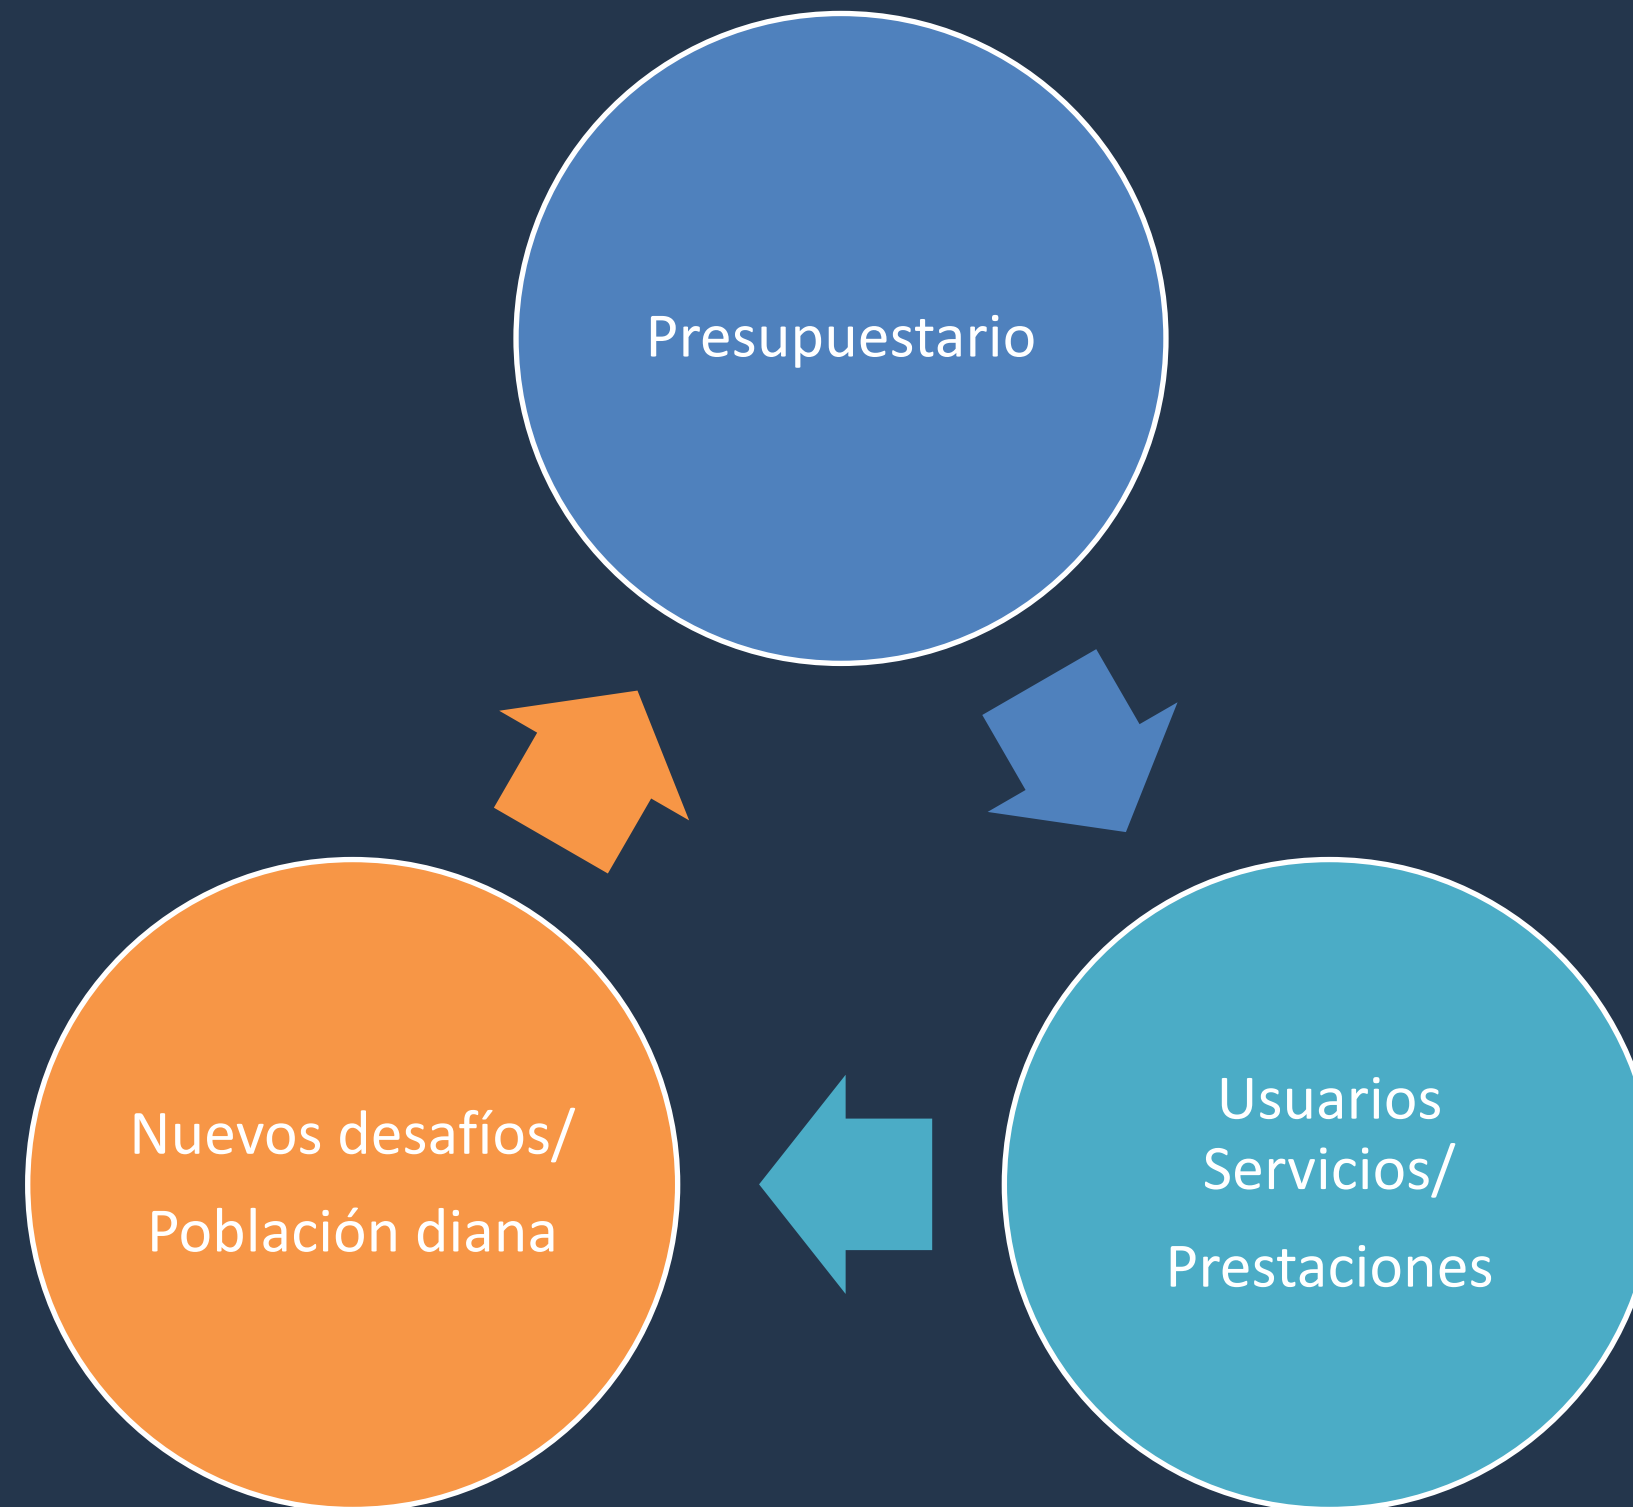 Presupuestario
Usuarios
Servicios/
Prestaciones
Nuevos desafíos/
Población diana